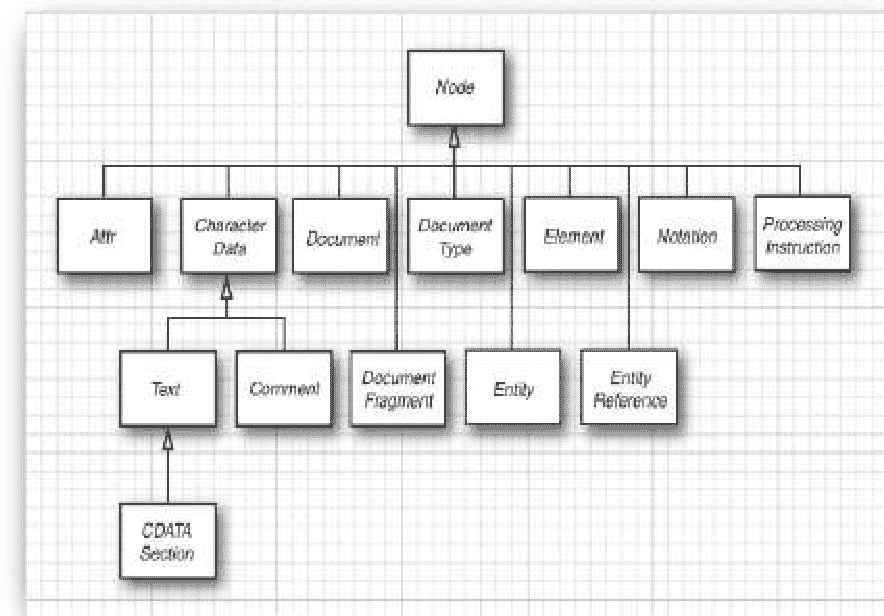 Node
Attr
Character
Data
Document
Document
Type
Element
Notation
Processing
Instruction
Text
Comment
Document
Fragment
Entity
Entity
Reference
CDATA
Section